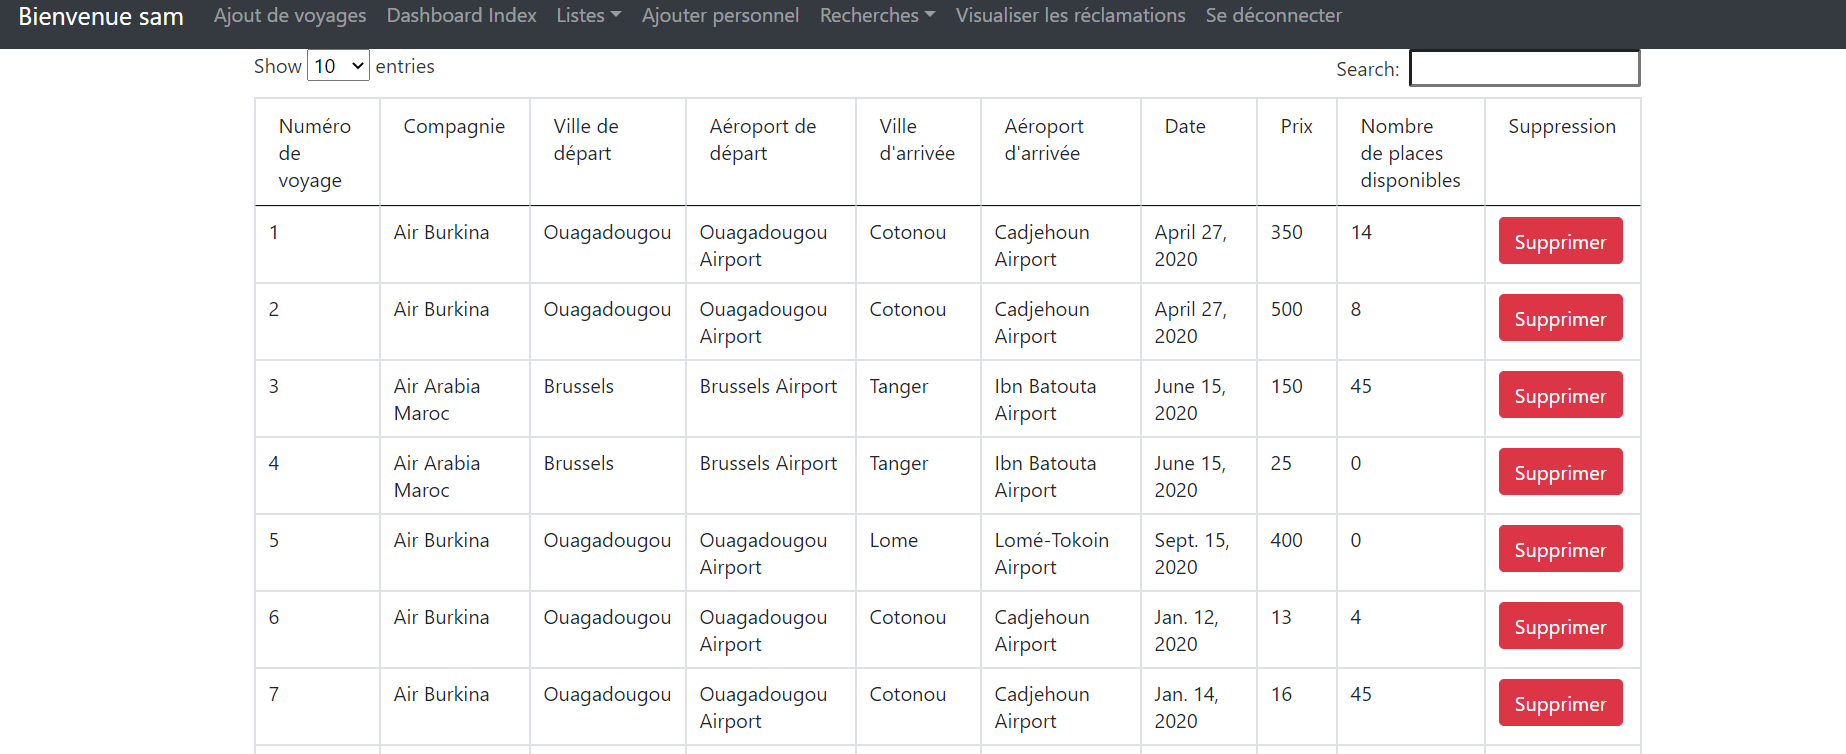 Bienvenue sam Ajout de voyages Dashboard Index Listes Ajouter personnel Recherches Visualiser les réclamations Se déconnecter
Show 10 entries Search:
Numéro de voyage Compagnie Ville de départ Aéroport de départ Ville d'arrivée Aéroport d'arrivée Date Prix Nombre de places disponibles Suppression
1 Air Burkina Ouagadougou Ouagadougou Airport Cotonou Cadjehoun Airport April 27, 2020 350 14 Supprimer
2 Air Burkina Ouagadougou Ouagadougou Airport Cotonou Cadjehoun Airport April 27, 2020 500 8 Supprimer
3 Air Arabia Maroc Brussels Brussels Airport Tanger Ibn Batouta Airport June 15, 2020 150 45 Supprimer
4 Air Arabia Maroc Brussels Brussels Airport Tanger Ibn Batouta Airport June 15, 2020 25 0 Supprimer
5 Air Burkina Ouagadougou Ouagadougou Airport Lome Lomé-Tokoin Airport Sept. 15, 2020 400 0 Supprimer
6 Air Burkina Ouagadougou Ouagadougou Airport Cotonou Cadjehoun Airport Jan. 12, 2020 13 4 Supprimer
7 Air Burkina Ouagadougou Ouagadougou Airport Cotonou Cadjehoun Airport Jan. 14, 2020 16 45 Supprimer